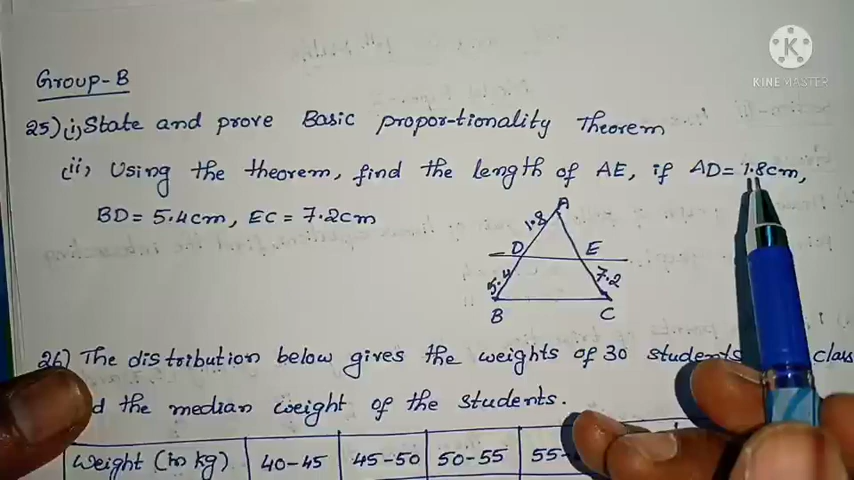 K
KINEMASTER
Group-B
25) (i) State and prove Basic propor-tionality Theorem
(ii) Using the theorem, find the length of AE, if AD= 1.8cm,
BD= 5.4cm, EC= 7.2cm
A
1.8
D E
5.4 7.2
B C
26) The distribution below gives the weights of 30 students class
the median weight of the students.
Weight (in kg) 40-45 45-50 50-55 55-